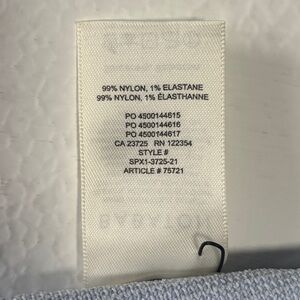 99% NYLON, 1% ELASTANE
99% NYLON, 1% ÉLASTHANNE
PO 4500144615
PO 4500144616
PO 4500144617
CA 23725 RN 122354
STYLE #
SPX1-3725-21
ARTICLE # 75721